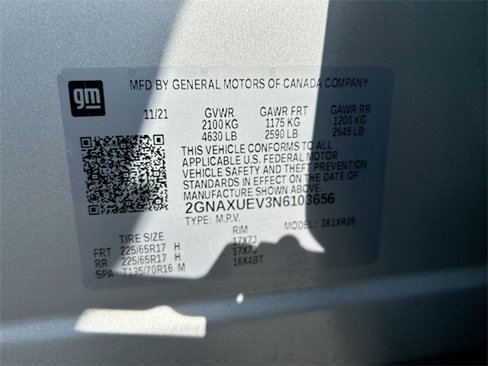 gm
MFD BY GENERAL MOTORS OF CANADA COMPANY
11/21 GVWR GAWR FRT GAWR RR
2100 KG 1175 KG 1200 KG
4630 LB 2590 LB 2645 LB
THIS VEHICLE CONFORMS TO ALL
APPLICABLE U.S. FEDERAL MOTOR
VEHICLE SAFETY AND THEFT PREVENTION
STANDARDS IN EFFECT ON THE DATE OF
MANUFACTURE SHOWN ABOVE.
2GNAXUEV3N6103656
TYPE: M.P.V. MODEL: 361XR26
TIRE SIZE RIM
FRT 225/65R17 H 17X7J
RR 225/65R17 H 17X7J
SPA T135/70R16 M 16X4BT